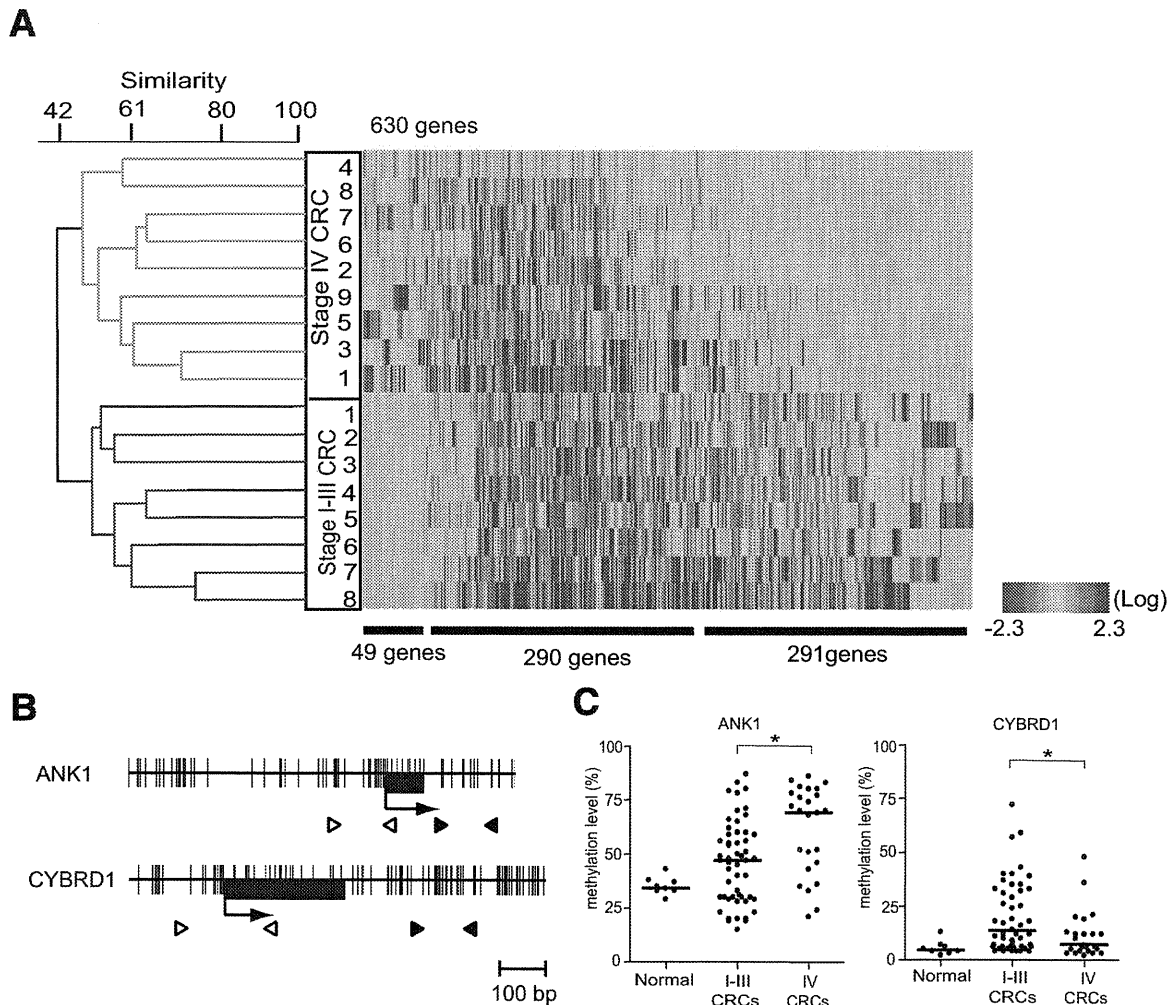 A
Similarity
42 61 80 100
630 genes
Stage IV CRC
4
8
7
6
2
9
5
3
1
Stage I-III CRC
1
2
3
4
5
6
7
8
(Log)
-2.3 2.3
49 genes 290 genes 291genes
B
ANK1
CYBRD1
100 bp
C
ANK1
*
methylation level (%)
100
75
50
25
0
Normal I-III CRCs IV CRCs
CYBRD1
*
methylation level (%)
100
75
50
25
0
Normal I-III CRCs IV CRCs